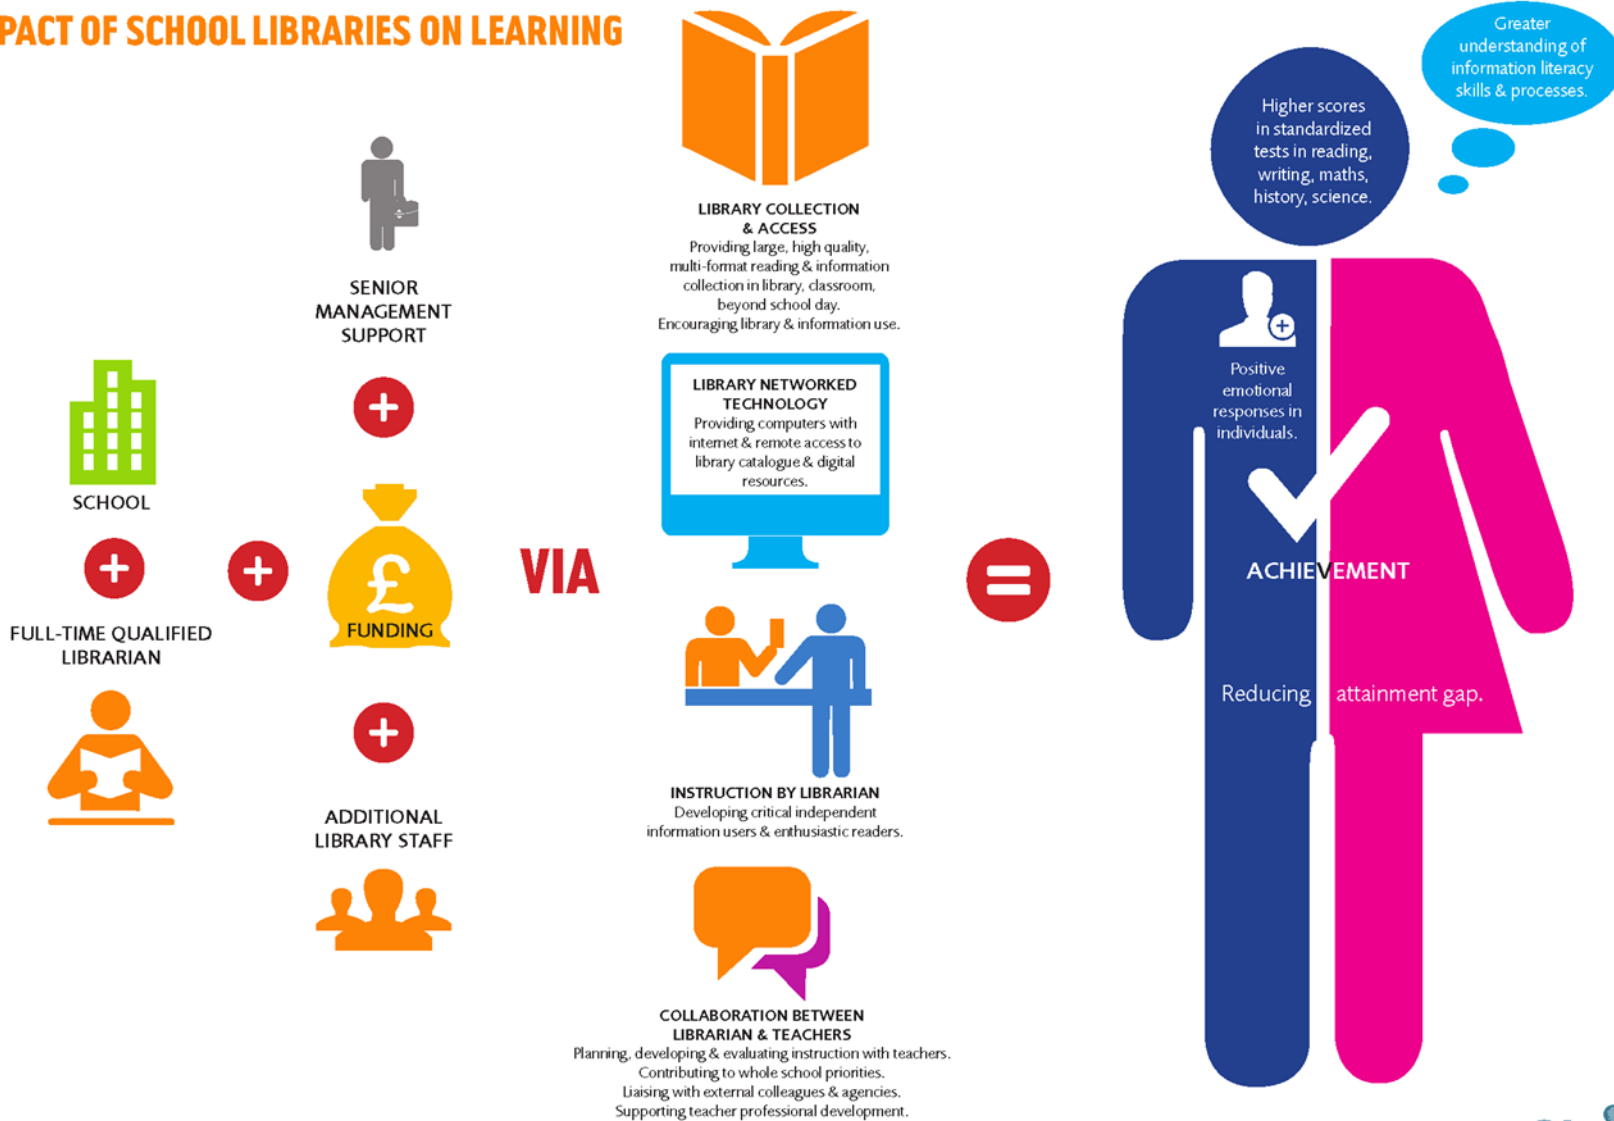 PACT OF SCHOOL LIBRARIES ON LEARNING
SCHOOL
FULL-TIME QUALIFIED
LIBRARIAN
SENIOR
MANAGEMENT
SUPPORT
£
FUNDING
ADDITIONAL
LIBRARY STAFF
VIA
LIBRARY COLLECTION
& ACCESS
Providing large, high quality,
multi-format reading & information
collection in library, classroom,
beyond school day.
Encouraging library & information use.
LIBRARY NETWORKED
TECHNOLOGY
Providing computers with
internet & remote access to
library catalogue & digital
resources.
INSTRUCTION BY LIBRARIAN
Developing critical independent
information users & enthusiastic readers.
COLLABORATION BETWEEN
LIBRARIAN & TEACHERS
Planning, developing & evaluating instruction with teachers.
Contributing to whole school priorities.
Liaising with external colleagues & agencies.
Supporting teacher professional development.
Greater
understanding of
information literacy
skills & processes.
Higher scores
in standardized
tests in reading,
writing, maths,
history, science.
Positive
emotional
responses in
individuals.
ACHIEVEMENT
Reducing attainment gap.